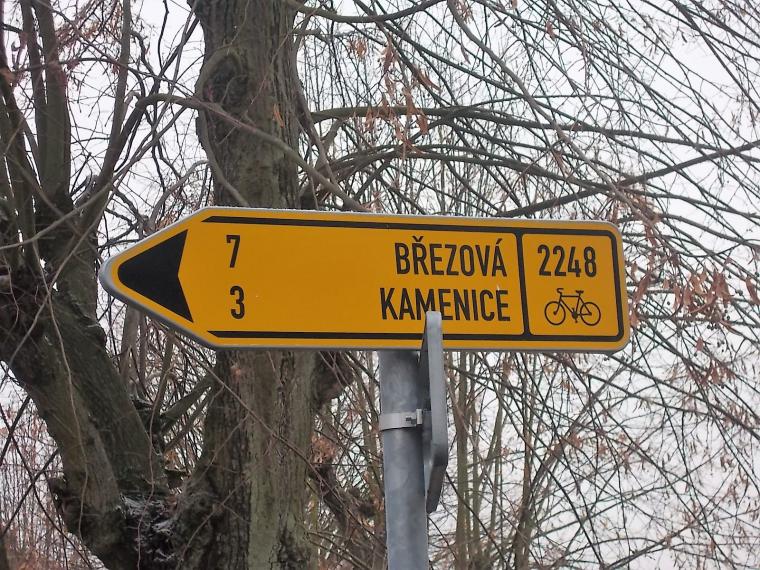 7 BŘEZOVÁ 2248
3 KAMENICE